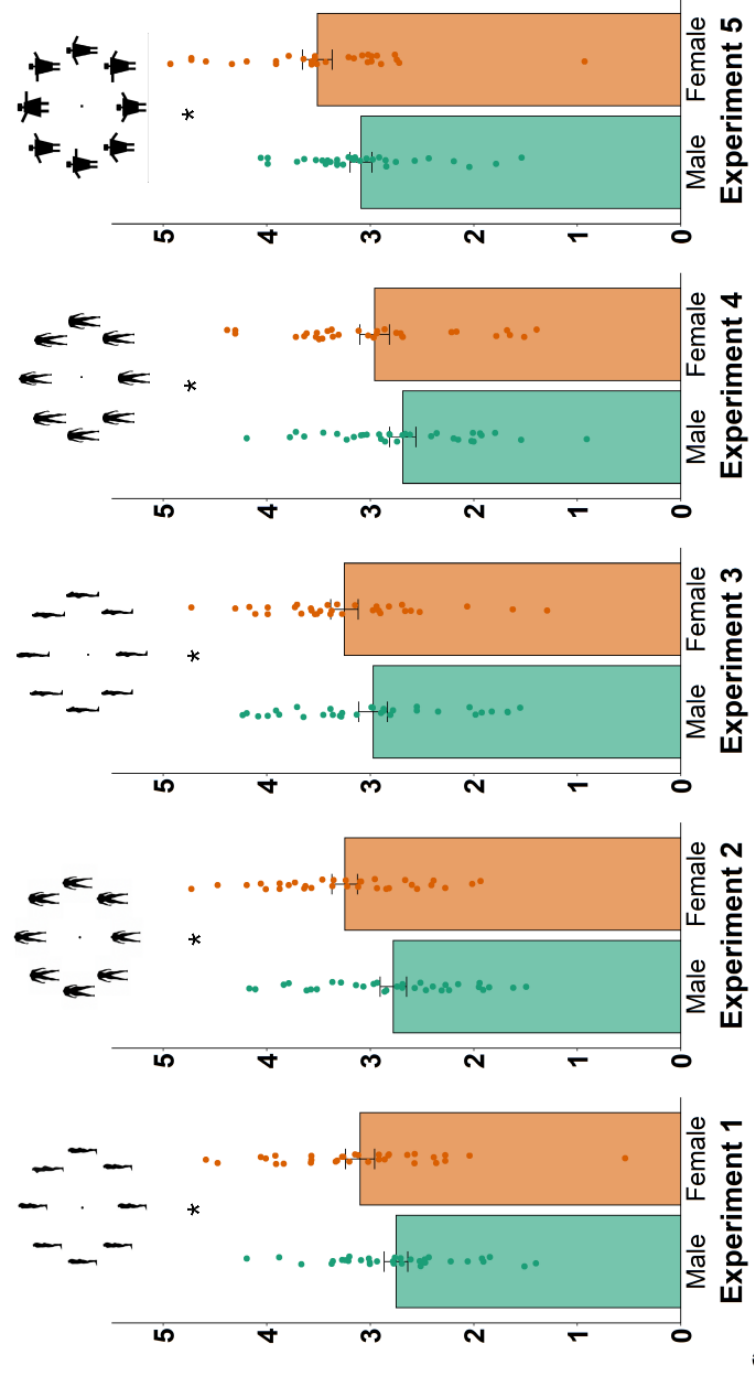 * * * * *
5 5 5 5 5
4 4 4 4 4
3 3 3 3 3
2 2 2 2 2
1 1 1 1 1
0 0 0 0 0
Male Female Male Female Male Female Male Female Male Female
Experiment 1 Experiment 2 Experiment 3 Experiment 4 Experiment 5